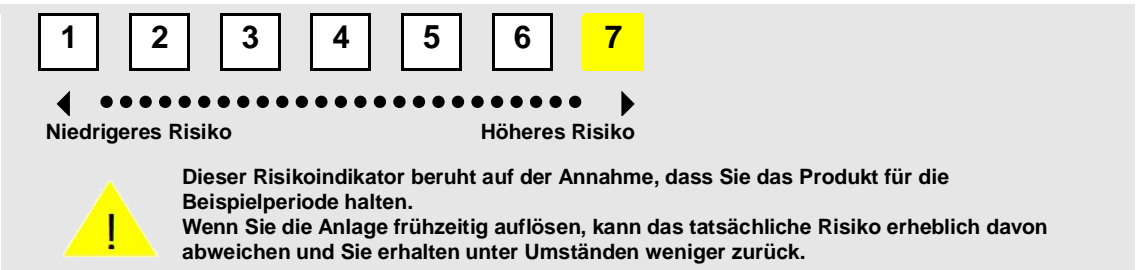 1 2 3 4 5 6 7
Niedrigeres Risiko Höheres Risiko
Dieser Risikoindikator beruht auf der Annahme, dass Sie das Produkt für die
Beispielperiode halten.
Wenn Sie die Anlage frühzeitig auflösen, kann das tatsächliche Risiko erheblich davon
abweichen und Sie erhalten unter Umständen weniger zurück.
!